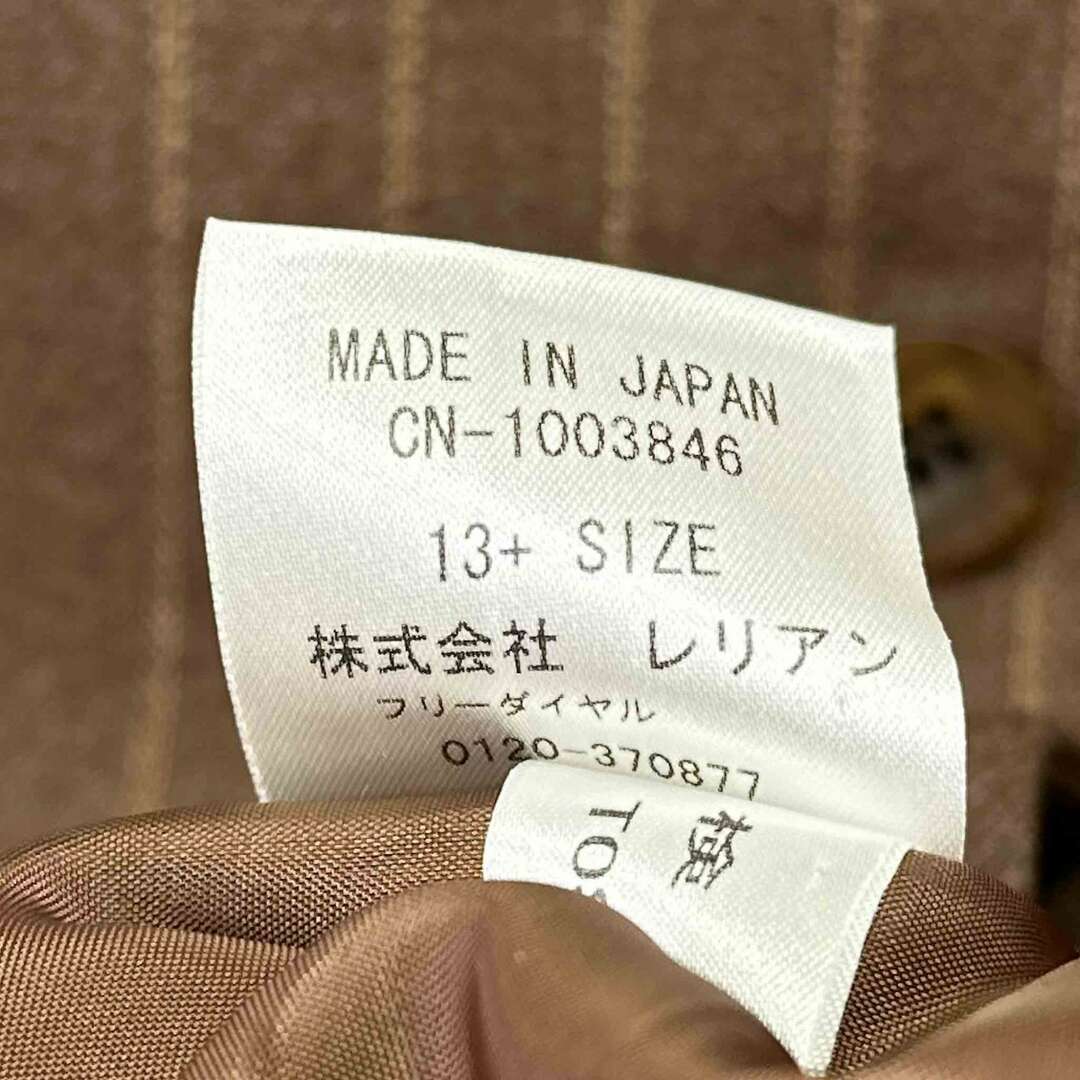 MADE IN JAPAN
CN-1003846
13+ SIZE
株式会社 レリアン
フリーダイヤル
0120-370877
検